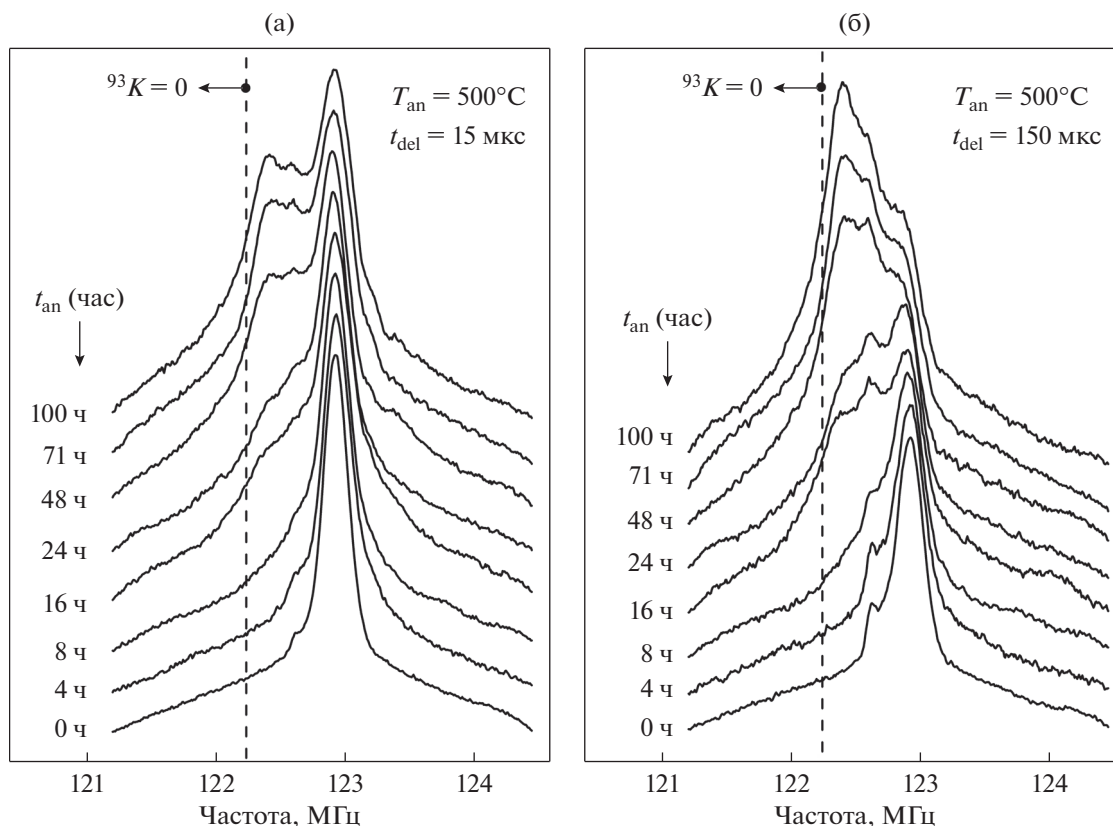 (а)
⁹³K = 0
T_an = 500°C
t_del = 15 мкс
t_an (час)
100 ч
71 ч
48 ч
24 ч
16 ч
8 ч
4 ч
0 ч
121 122 123 124
Частота, МГц
(б)
⁹³K = 0
T_an = 500°C
t_del = 150 мкс
t_an (час)
100 ч
71 ч
48 ч
24 ч
16 ч
8 ч
4 ч
0 ч
121 122 123 124
Частота, МГц